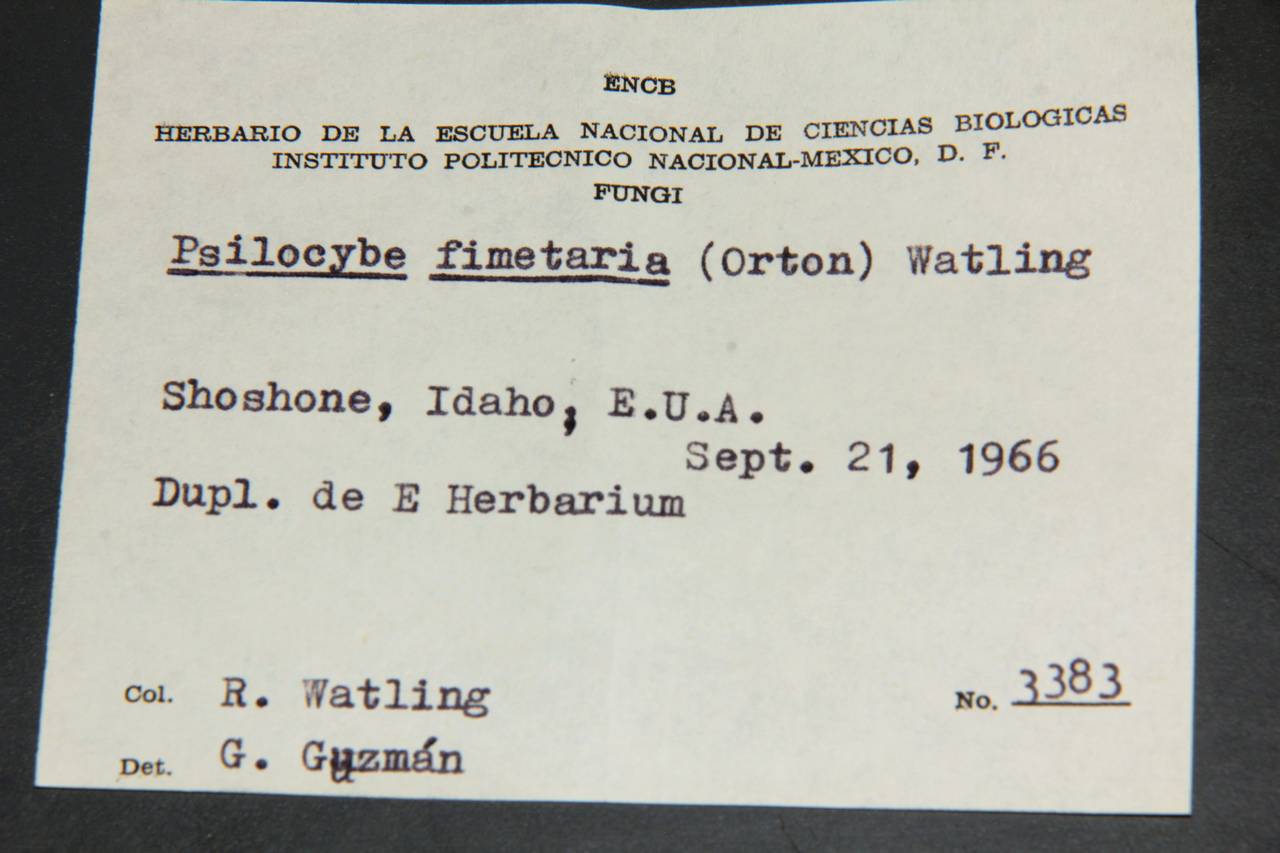 ENCB
HERBARIO DE LA ESCUELA NACIONAL DE CIENCIAS BIOLOGICAS
INSTITUTO POLITECNICO NACIONAL-MEXICO, D. F.
FUNGI
Psilocybe fimetaria (Orton) Watling
Shoshone, Idaho, E.U.A.
Sept. 21, 1966
Dupl. de E Herbarium
Col. R. Watling
No. 3383
Det. G. Guzmán